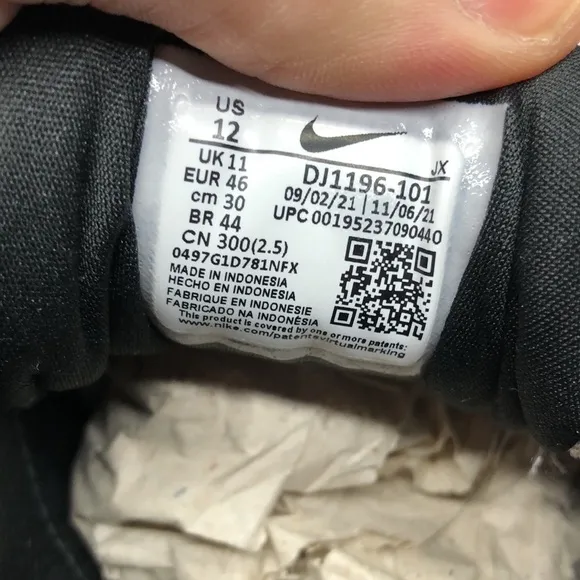 US
12
UK 11
EUR 46
cm 30
BR 44
CN 300(2.5)
0497G1D781NFX
JX
DJ1196-101
09/02/21 | 11/06/21
UPC 00195237090440
MADE IN INDONESIA
HECHO EN INDONESIA
FABRIQUE EN INDONESIE
FABRICADO NA INDONÉSIA
This product is covered by one or more patents:
www.nike.com/patentsvirtualmarking